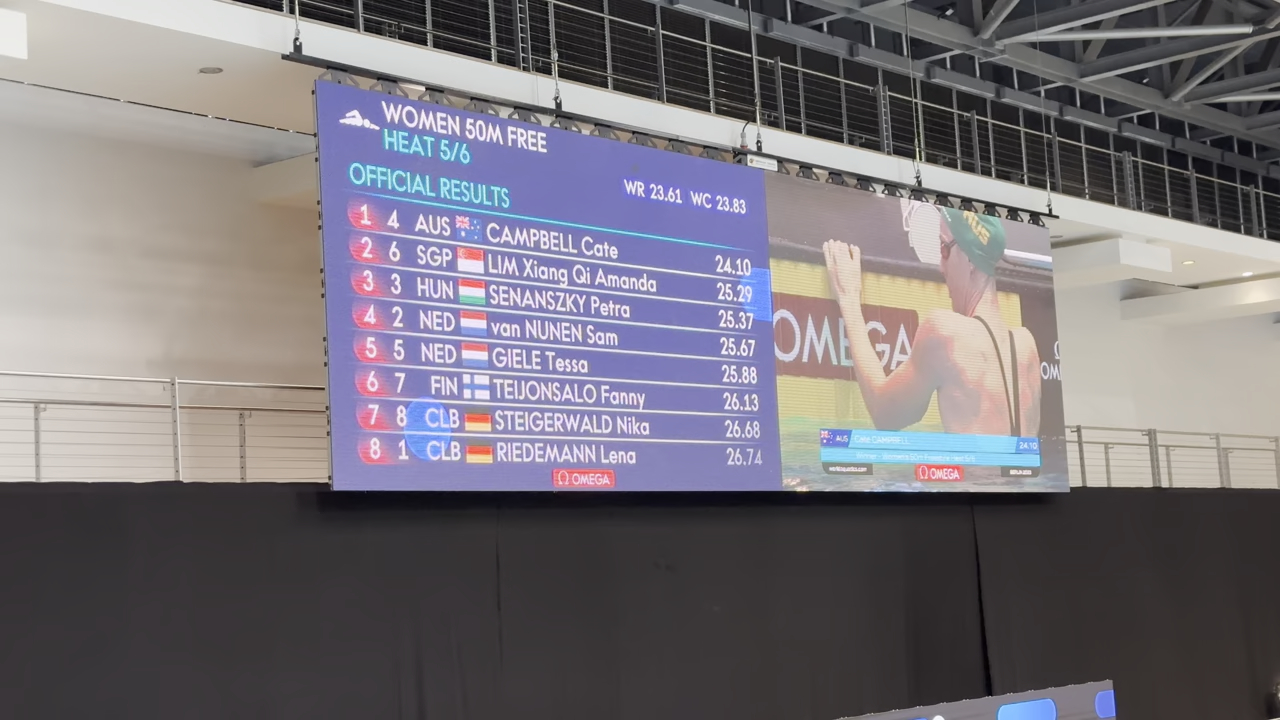 WOMEN 50M FREE
HEAT 5/6
OFFICIAL RESULTS
WR 23.61 WC 23.83
1 4 AUS CAMPBELL Cate 24.10
2 6 SGP LIM Xiang Qi Amanda 25.29
3 3 HUN SENANSZKY Petra 25.37
4 2 NED van NUNEN Sam 25.67
5 5 NED GIELE Tessa 25.88
6 7 FIN TEIJONSALO Fanny 26.13
7 8 CLB STEIGERWALD Nika 26.68
8 1 CLB RIEDEMANN Lena 26.74
Ω OMEGA
AUS
OMEGA
AUS Cate CAMPBELL 24.10
Ω OMEGA